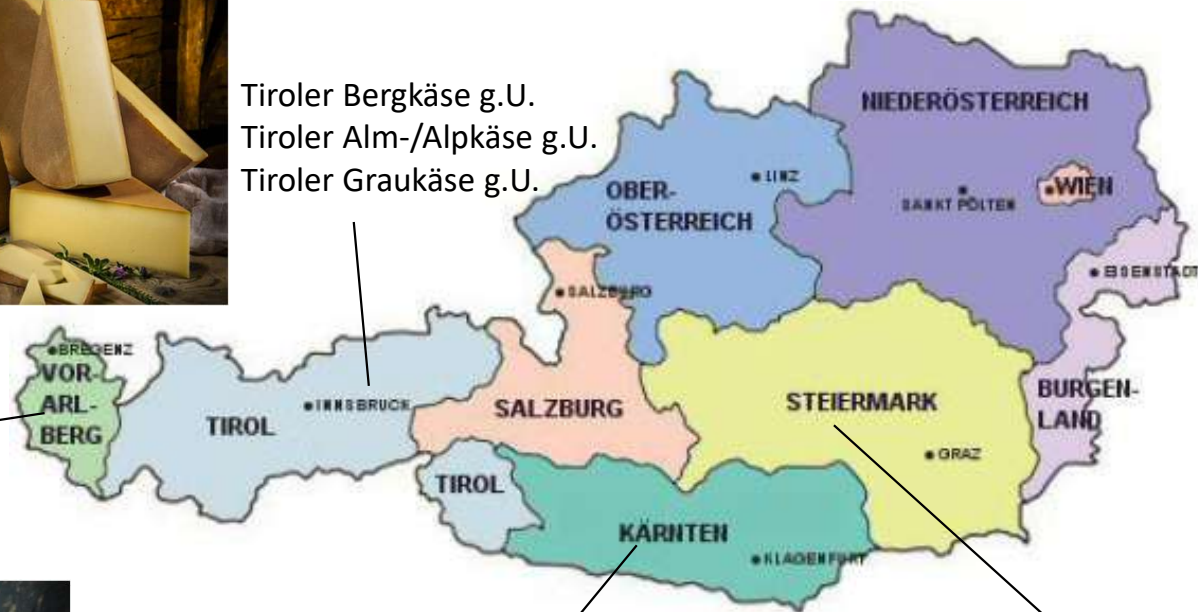 Tiroler Bergkäse g.U.
Tiroler Alm-/Alpkäse g.U.
Tiroler Graukäse g.U.
NIEDERÖSTERREICH
LINZ
WIEN
OBER-
ÖSTERREICH
SANKT PÖLTEN
EISENSTADT
SALZBURG
BREGENZ
VOR-
ARL-
BERG
INNSBRUCK
TIROL
SALZBURG
STEIERMARK
BURGEN-
LAND
GRAZ
TIROL
KÄRNTEN
KLAGENFURT